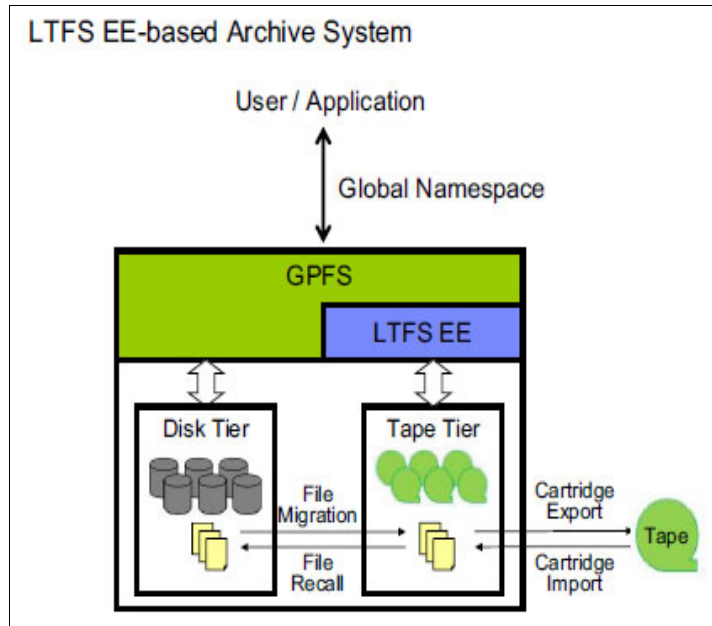 LTFS EE-based Archive System
User / Application
Global Namespace
GPFS
LTFS EE
Disk Tier
Tape Tier
File
Migration
File
Recall
Cartridge
Export
Cartridge
Import
Tape